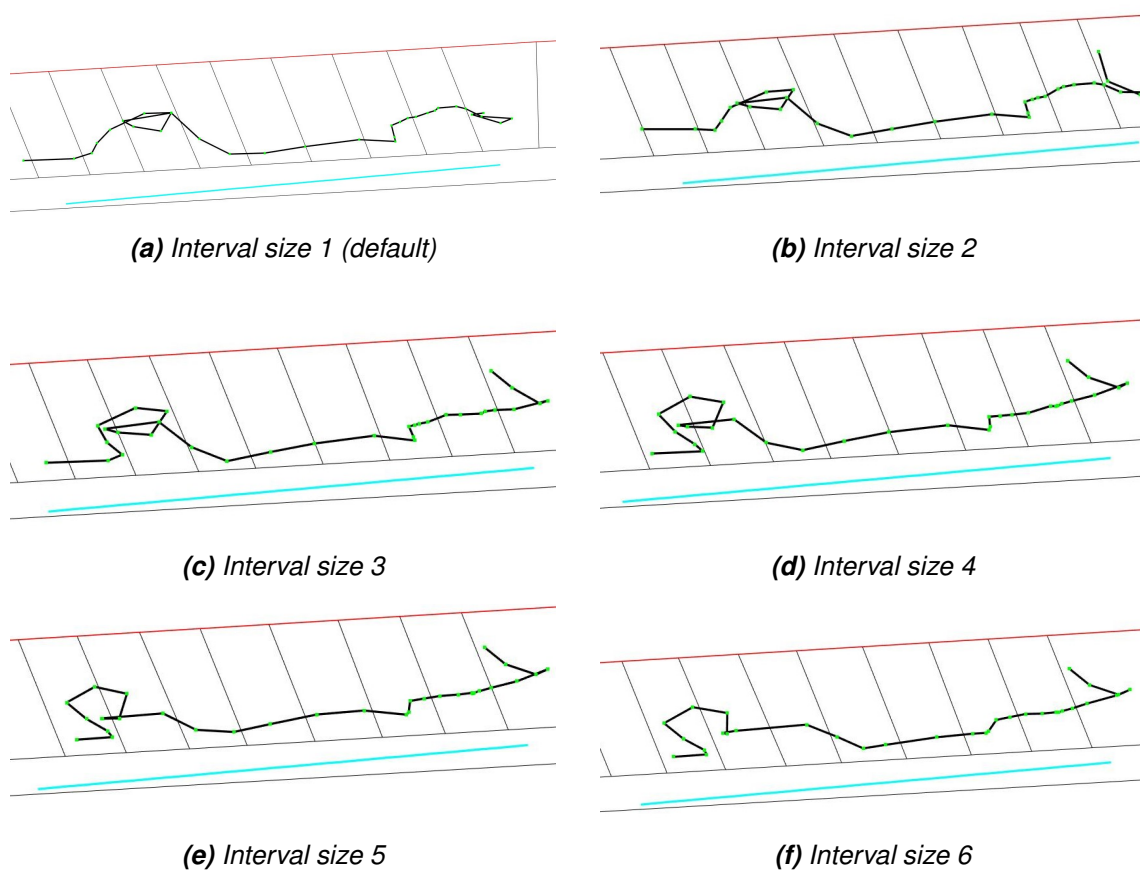 (a) Interval size 1 (default)
(b) Interval size 2
(c) Interval size 3
(d) Interval size 4
(e) Interval size 5
(f) Interval size 6